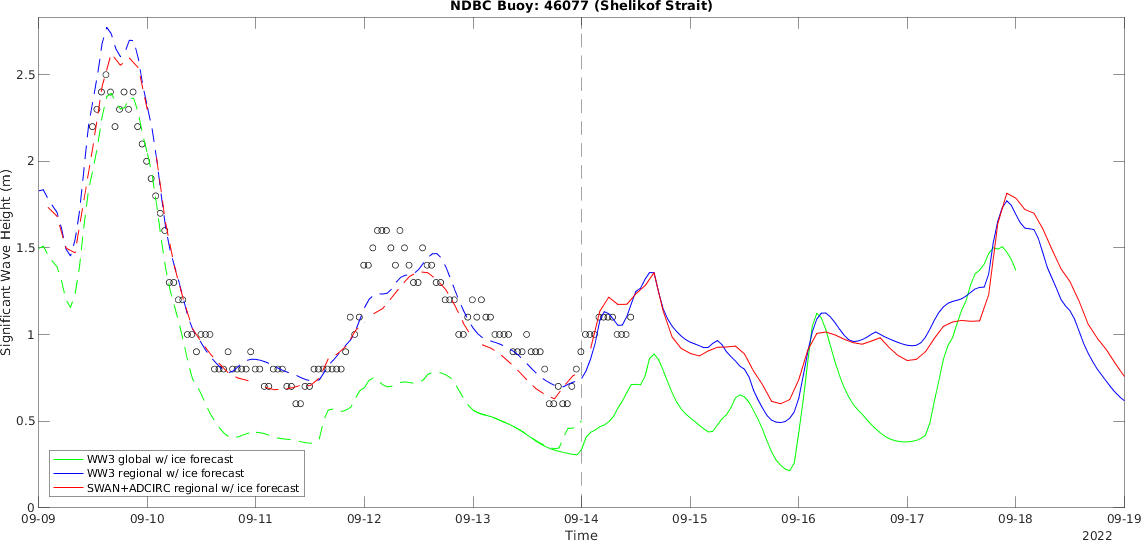 NDBC Buoy: 46077 (Shelikof Strait)
Significant Wave Height (m)
2.5
2
1.5
1
0.5
0
WW3 global w/ ice forecast
WW3 regional w/ ice forecast
SWAN+ADCIRC regional w/ ice forecast
09-09 09-10 09-11 09-12 09-13 09-14 09-15 09-16 09-17 09-18 09-19
Time
2022